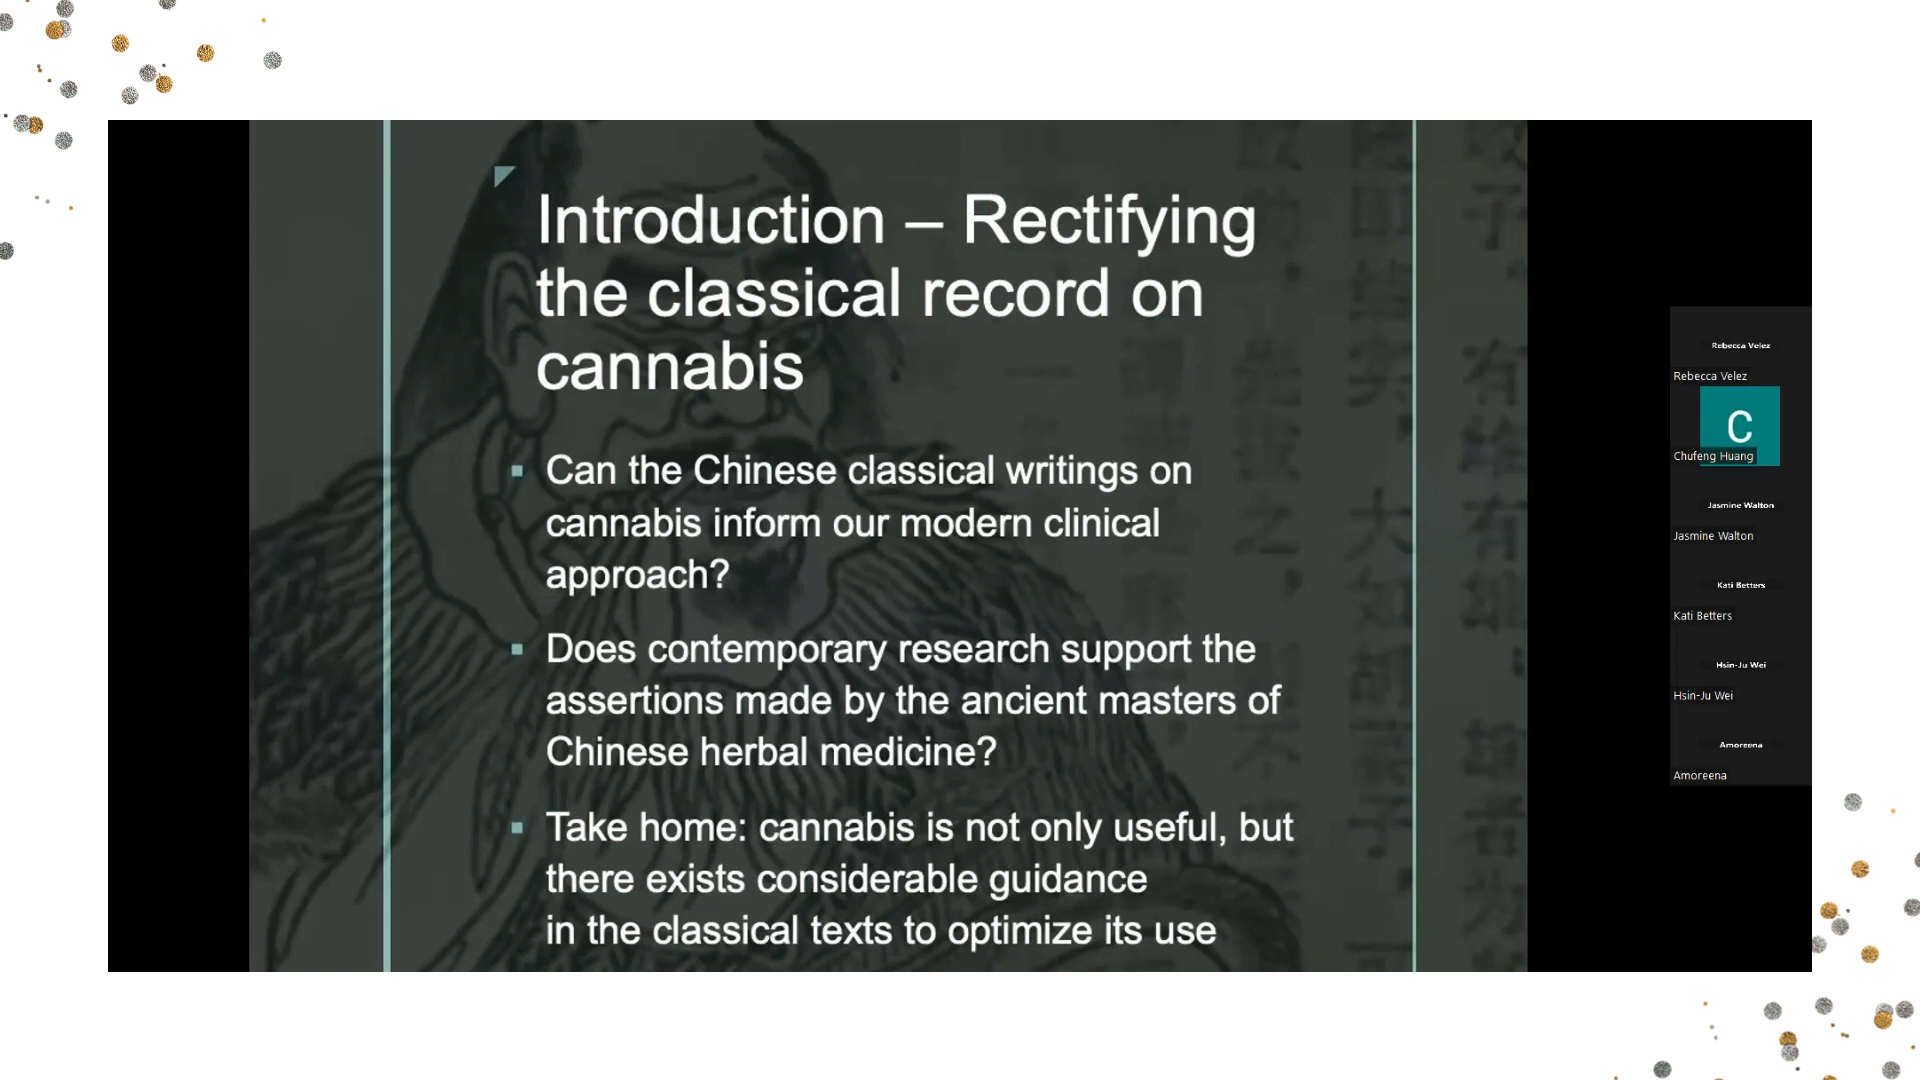 Introduction – Rectifying
the classical record on
cannabis
▪ Can the Chinese classical writings on
cannabis inform our modern clinical
approach?
▪ Does contemporary research support the
assertions made by the ancient masters of
Chinese herbal medicine?
▪ Take home: cannabis is not only useful, but
there exists considerable guidance
in the classical texts to optimize its use
Rebecca Velez
Rebecca Velez
C
Chufeng Huang
Jasmine Walton
Jasmine Walton
Kati Betters
Kati Betters
Hsin-Ju Wei
Hsin-Ju Wei
Amoreena
Amoreena